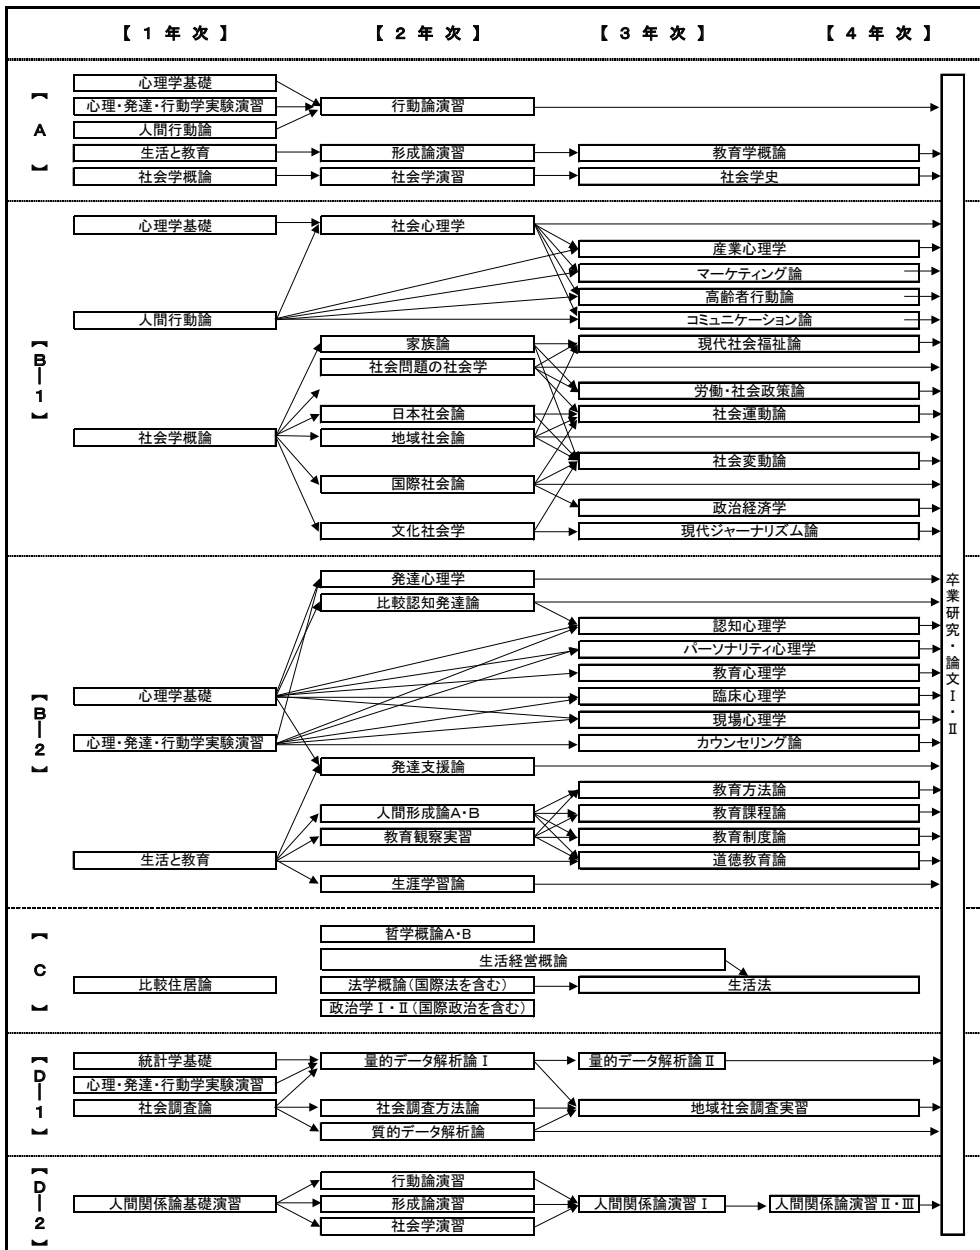 【１年次】 【２年次】 【３年次】 【４年次】
【A】
心理学基礎
心理・発達・行動学実験演習 行動論演習
人間行動論
生活と教育 形成論演習 教育学概論
社会学概論 社会学演習 社会学史
【B－1】
心理学基礎 社会心理学
産業心理学
マーケティング論
高齢者行動論
人間行動論 コミュニケーション論
家族論 現代社会福祉論
社会問題の社会学
労働・社会政策論
日本社会論 社会運動論
社会学概論 地域社会論
社会変動論
国際社会論
政治経済学
文化社会学 現代ジャーナリズム論
【B－2】
発達心理学
比較認知発達論
認知心理学
パーソナリティ心理学
教育心理学
心理学基礎 臨床心理学
現場心理学
心理・発達・行動学実験演習 カウンセリング論
発達支援論
教育方法論
人間形成論A・B 教育課程論
教育観察実習 教育制度論
生活と教育 道徳教育論
生涯学習論
卒業研究・論文Ⅰ・Ⅱ
【C】
哲学概論A・B
生活経営概論
比較住居論 法学概論（国際法を含む） 生活法
政治学Ⅰ・Ⅱ（国際政治を含む）
【D－1】
統計学基礎 量的データ解析論Ⅰ 量的データ解析論Ⅱ
心理・発達・行動学実験演習
社会調査論 社会調査方法論 地域社会調査実習
質的データ解析論
【D－2】
行動論演習
人間関係論基礎演習 形成論演習 人間関係論演習Ⅰ 人間関係論演習Ⅱ・Ⅲ
社会学演習